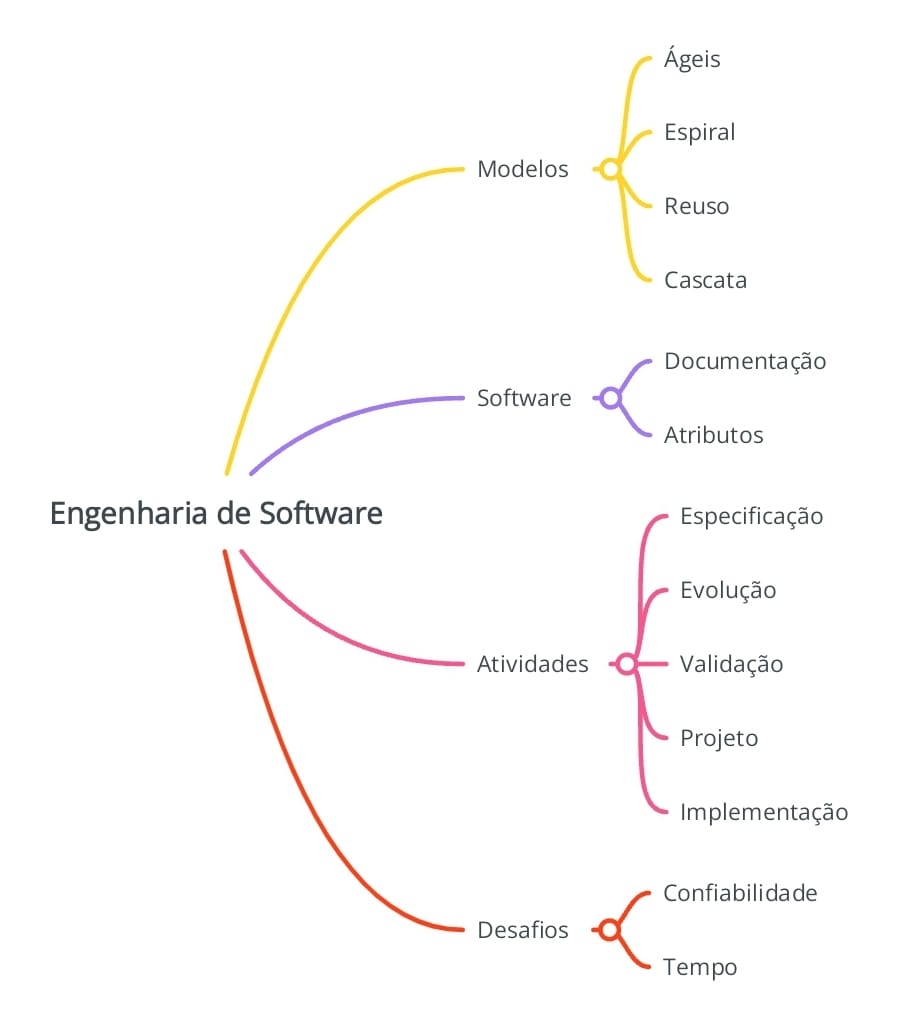 Engenharia de Software
Modelos
Ágeis
Espiral
Reuso
Cascata
Software
Documentação
Atributos
Atividades
Especificação
Evolução
Validação
Projeto
Implementação
Desafios
Confiabilidade
Tempo